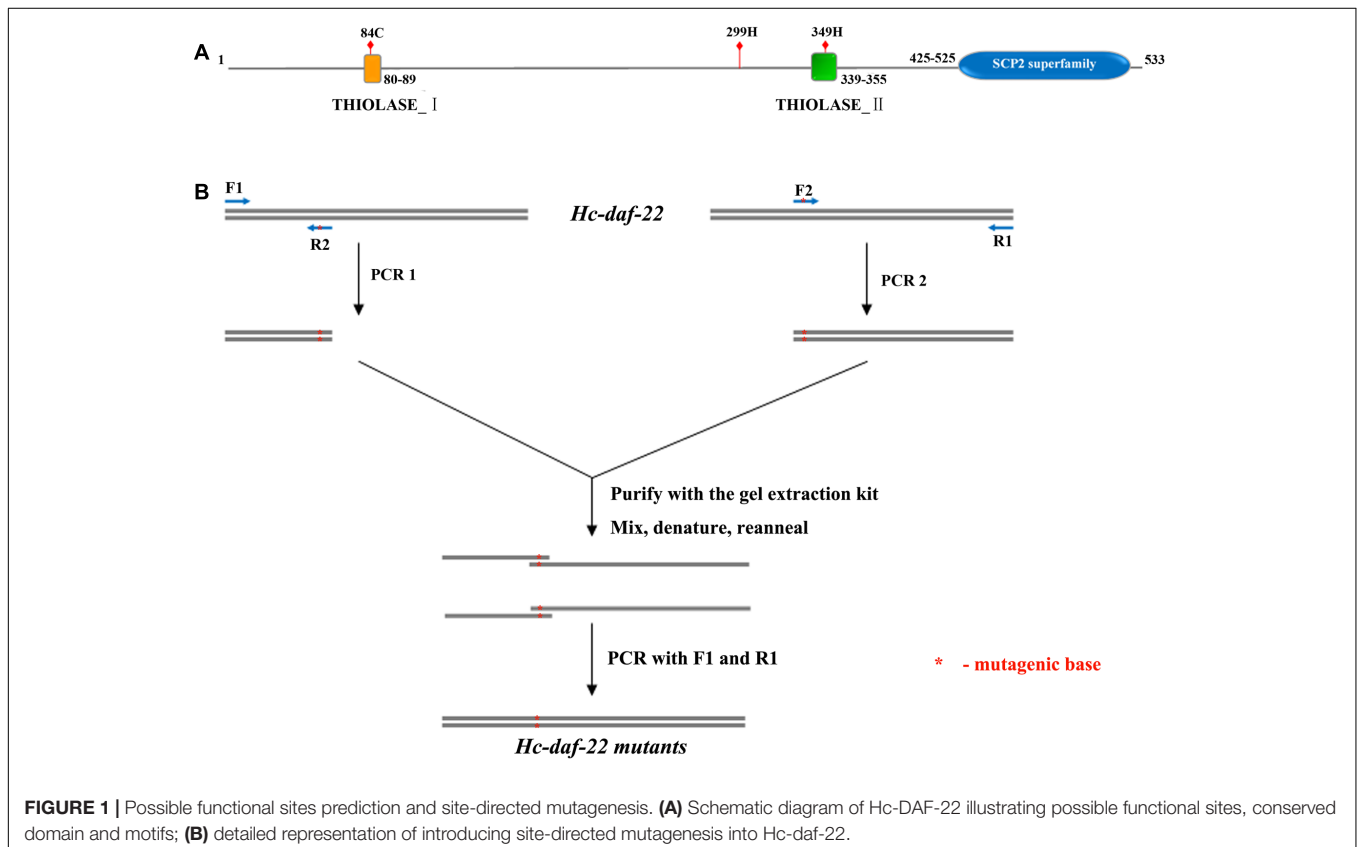 A
1
84C
80-89
THIOLASE_Ⅰ
299H
349H
339-355
THIOLASE_Ⅱ
425-525
SCP2 superfamily
533
B
F1
R2
Hc-daf-22
F2
R1
PCR 1
PCR 2
Purify with the gel extraction kit
Mix, denature, reanneal
PCR with F1 and R1
* - mutagenic base
Hc-daf-22 mutants
FIGURE 1 | Possible functional sites prediction and site-directed mutagenesis. (A) Schematic diagram of Hc-DAF-22 illustrating possible functional sites, conserved
domain and motifs; (B) detailed representation of introducing site-directed mutagenesis into Hc-daf-22.